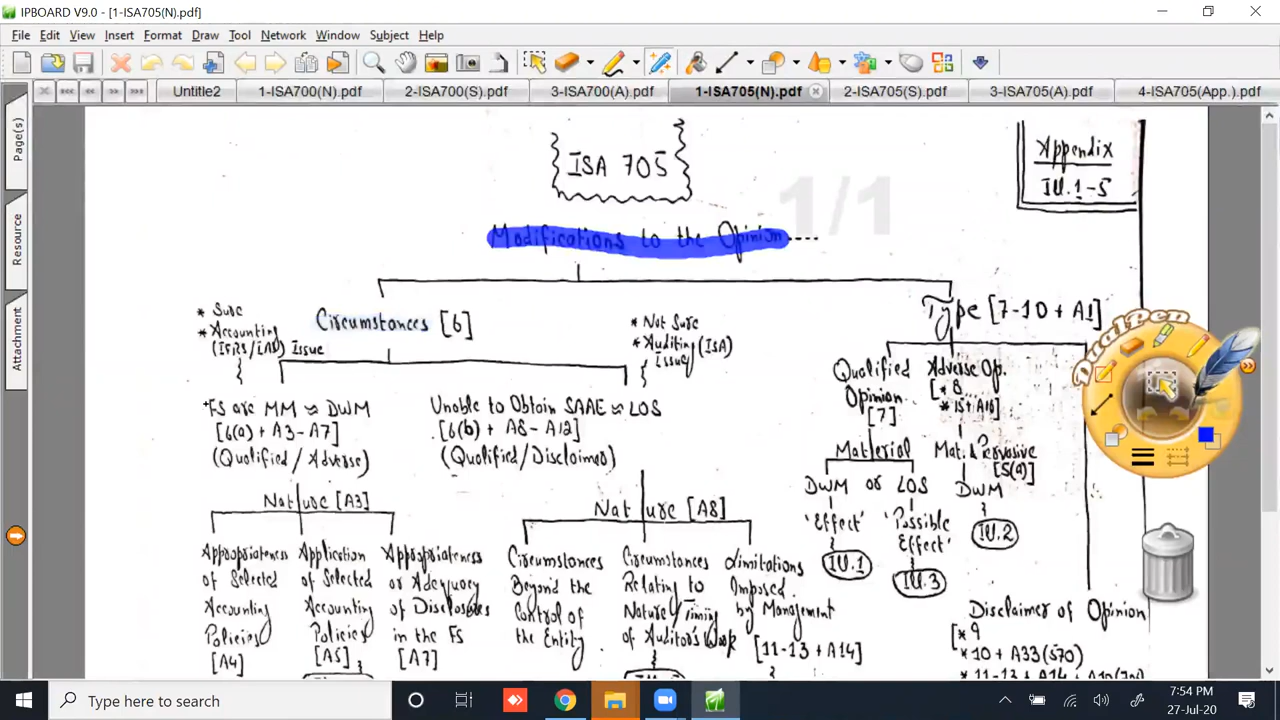 IPBOARD V9.0 - [1-ISA705(N).pdf]
File Edit View Insert Format Draw Tool Network Window Subject Help
Untitle2 1-ISA700(N).pdf 2-ISA700(S).pdf 3-ISA700(A).pdf 1-ISA705(N).pdf 2-ISA705(S).pdf 3-ISA705(A).pdf 4-ISA705(App.).pdf
Page(s)
Resource
Attachment
ISA 705
Appendix
Ill.1-5
1/1
Modifications to the Opinion
Circumstances [6]
* Sure
* Accounting
(IFRS/IAS) Issue
* Not Sure
* Auditing (ISA)
Issue
FS are MM ≈ DWM
[6(a) + A3-A7]
(Qualified / Adverse)
Unable to Obtain SAAE ≈ LOS
[6(b) + A8-A12]
(Qualified/Disclaimed)
Nature [A3]
Appropriateness
of Selected
Accounting
Policies
[A4]
Application
of Selected
Accounting
Policies
[A5]
Appropriateness
or Adequacy
of Disclosures
in the FS
[A7]
Nature [A8]
Circumstances
Beyond the
Control of
the Entity
Circumstances
Relating to
Nature/Timing
of Auditor's Work
Limitations
Imposed
by Management
[11-13 + A14]
Type [7-10 + A1]
Qualified
Opinion
[7]
Material
DWM or LOS
'Effect'
Ill.1
'Possible
Effect'
Ill.3
Adverse Op.
[* 8
* 15+A16]
Mat. & Pervasive
[5(a)]
DWM
Ill.2
Disclaimer of Opinion
[* 9
* 10 + A33(570)
DualPen
Type here to search
7:54 PM
27-Jul-20